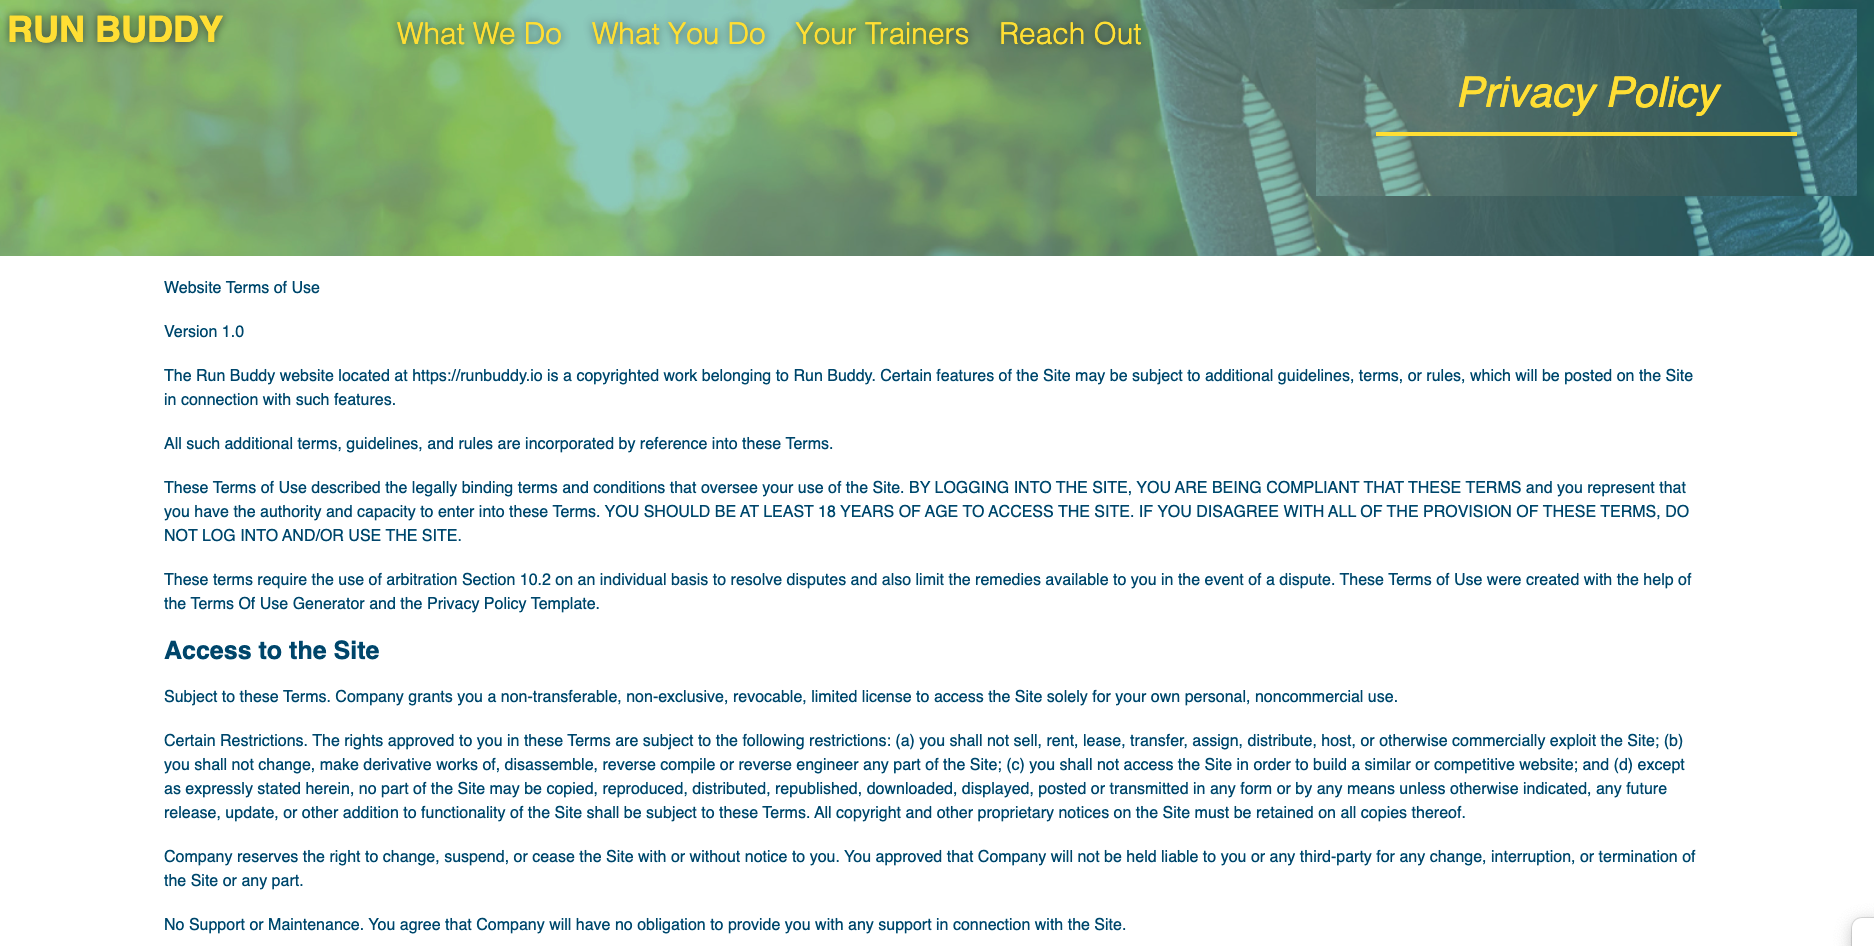 RUN BUDDY
What We Do What You Do Your Trainers Reach Out
Privacy Policy
Website Terms of Use
Version 1.0
The Run Buddy website located at https://runbuddy.io is a copyrighted work belonging to Run Buddy. Certain features of the Site may be subject to additional guidelines, terms, or rules, which will be posted on the Site
in connection with such features.
All such additional terms, guidelines, and rules are incorporated by reference into these Terms.
These Terms of Use described the legally binding terms and conditions that oversee your use of the Site. BY LOGGING INTO THE SITE, YOU ARE BEING COMPLIANT THAT THESE TERMS and you represent that
you have the authority and capacity to enter into these Terms. YOU SHOULD BE AT LEAST 18 YEARS OF AGE TO ACCESS THE SITE. IF YOU DISAGREE WITH ALL OF THE PROVISION OF THESE TERMS, DO
NOT LOG INTO AND/OR USE THE SITE.
These terms require the use of arbitration Section 10.2 on an individual basis to resolve disputes and also limit the remedies available to you in the event of a dispute. These Terms of Use were created with the help of
the Terms Of Use Generator and the Privacy Policy Template.
Access to the Site
Subject to these Terms. Company grants you a non-transferable, non-exclusive, revocable, limited license to access the Site solely for your own personal, noncommercial use.
Certain Restrictions. The rights approved to you in these Terms are subject to the following restrictions: (a) you shall not sell, rent, lease, transfer, assign, distribute, host, or otherwise commercially exploit the Site; (b)
you shall not change, make derivative works of, disassemble, reverse compile or reverse engineer any part of the Site; (c) you shall not access the Site in order to build a similar or competitive website; and (d) except
as expressly stated herein, no part of the Site may be copied, reproduced, distributed, republished, downloaded, displayed, posted or transmitted in any form or by any means unless otherwise indicated, any future
release, update, or other addition to functionality of the Site shall be subject to these Terms. All copyright and other proprietary notices on the Site must be retained on all copies thereof.
Company reserves the right to change, suspend, or cease the Site with or without notice to you. You approved that Company will not be held liable to you or any third-party for any change, interruption, or termination of
the Site or any part.
No Support or Maintenance. You agree that Company will have no obligation to provide you with any support in connection with the Site.